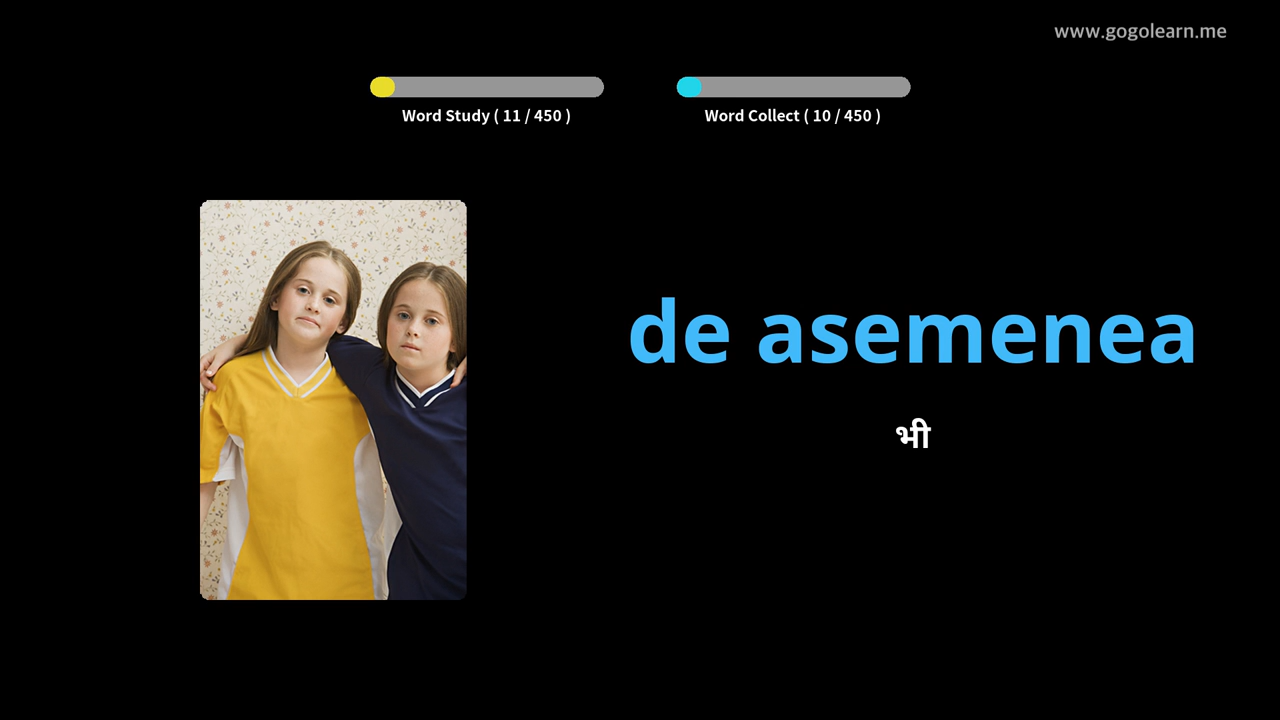 www.gogolearn.me
Word Study ( 11 / 450 )
Word Collect ( 10 / 450 )
de asemenea
भी